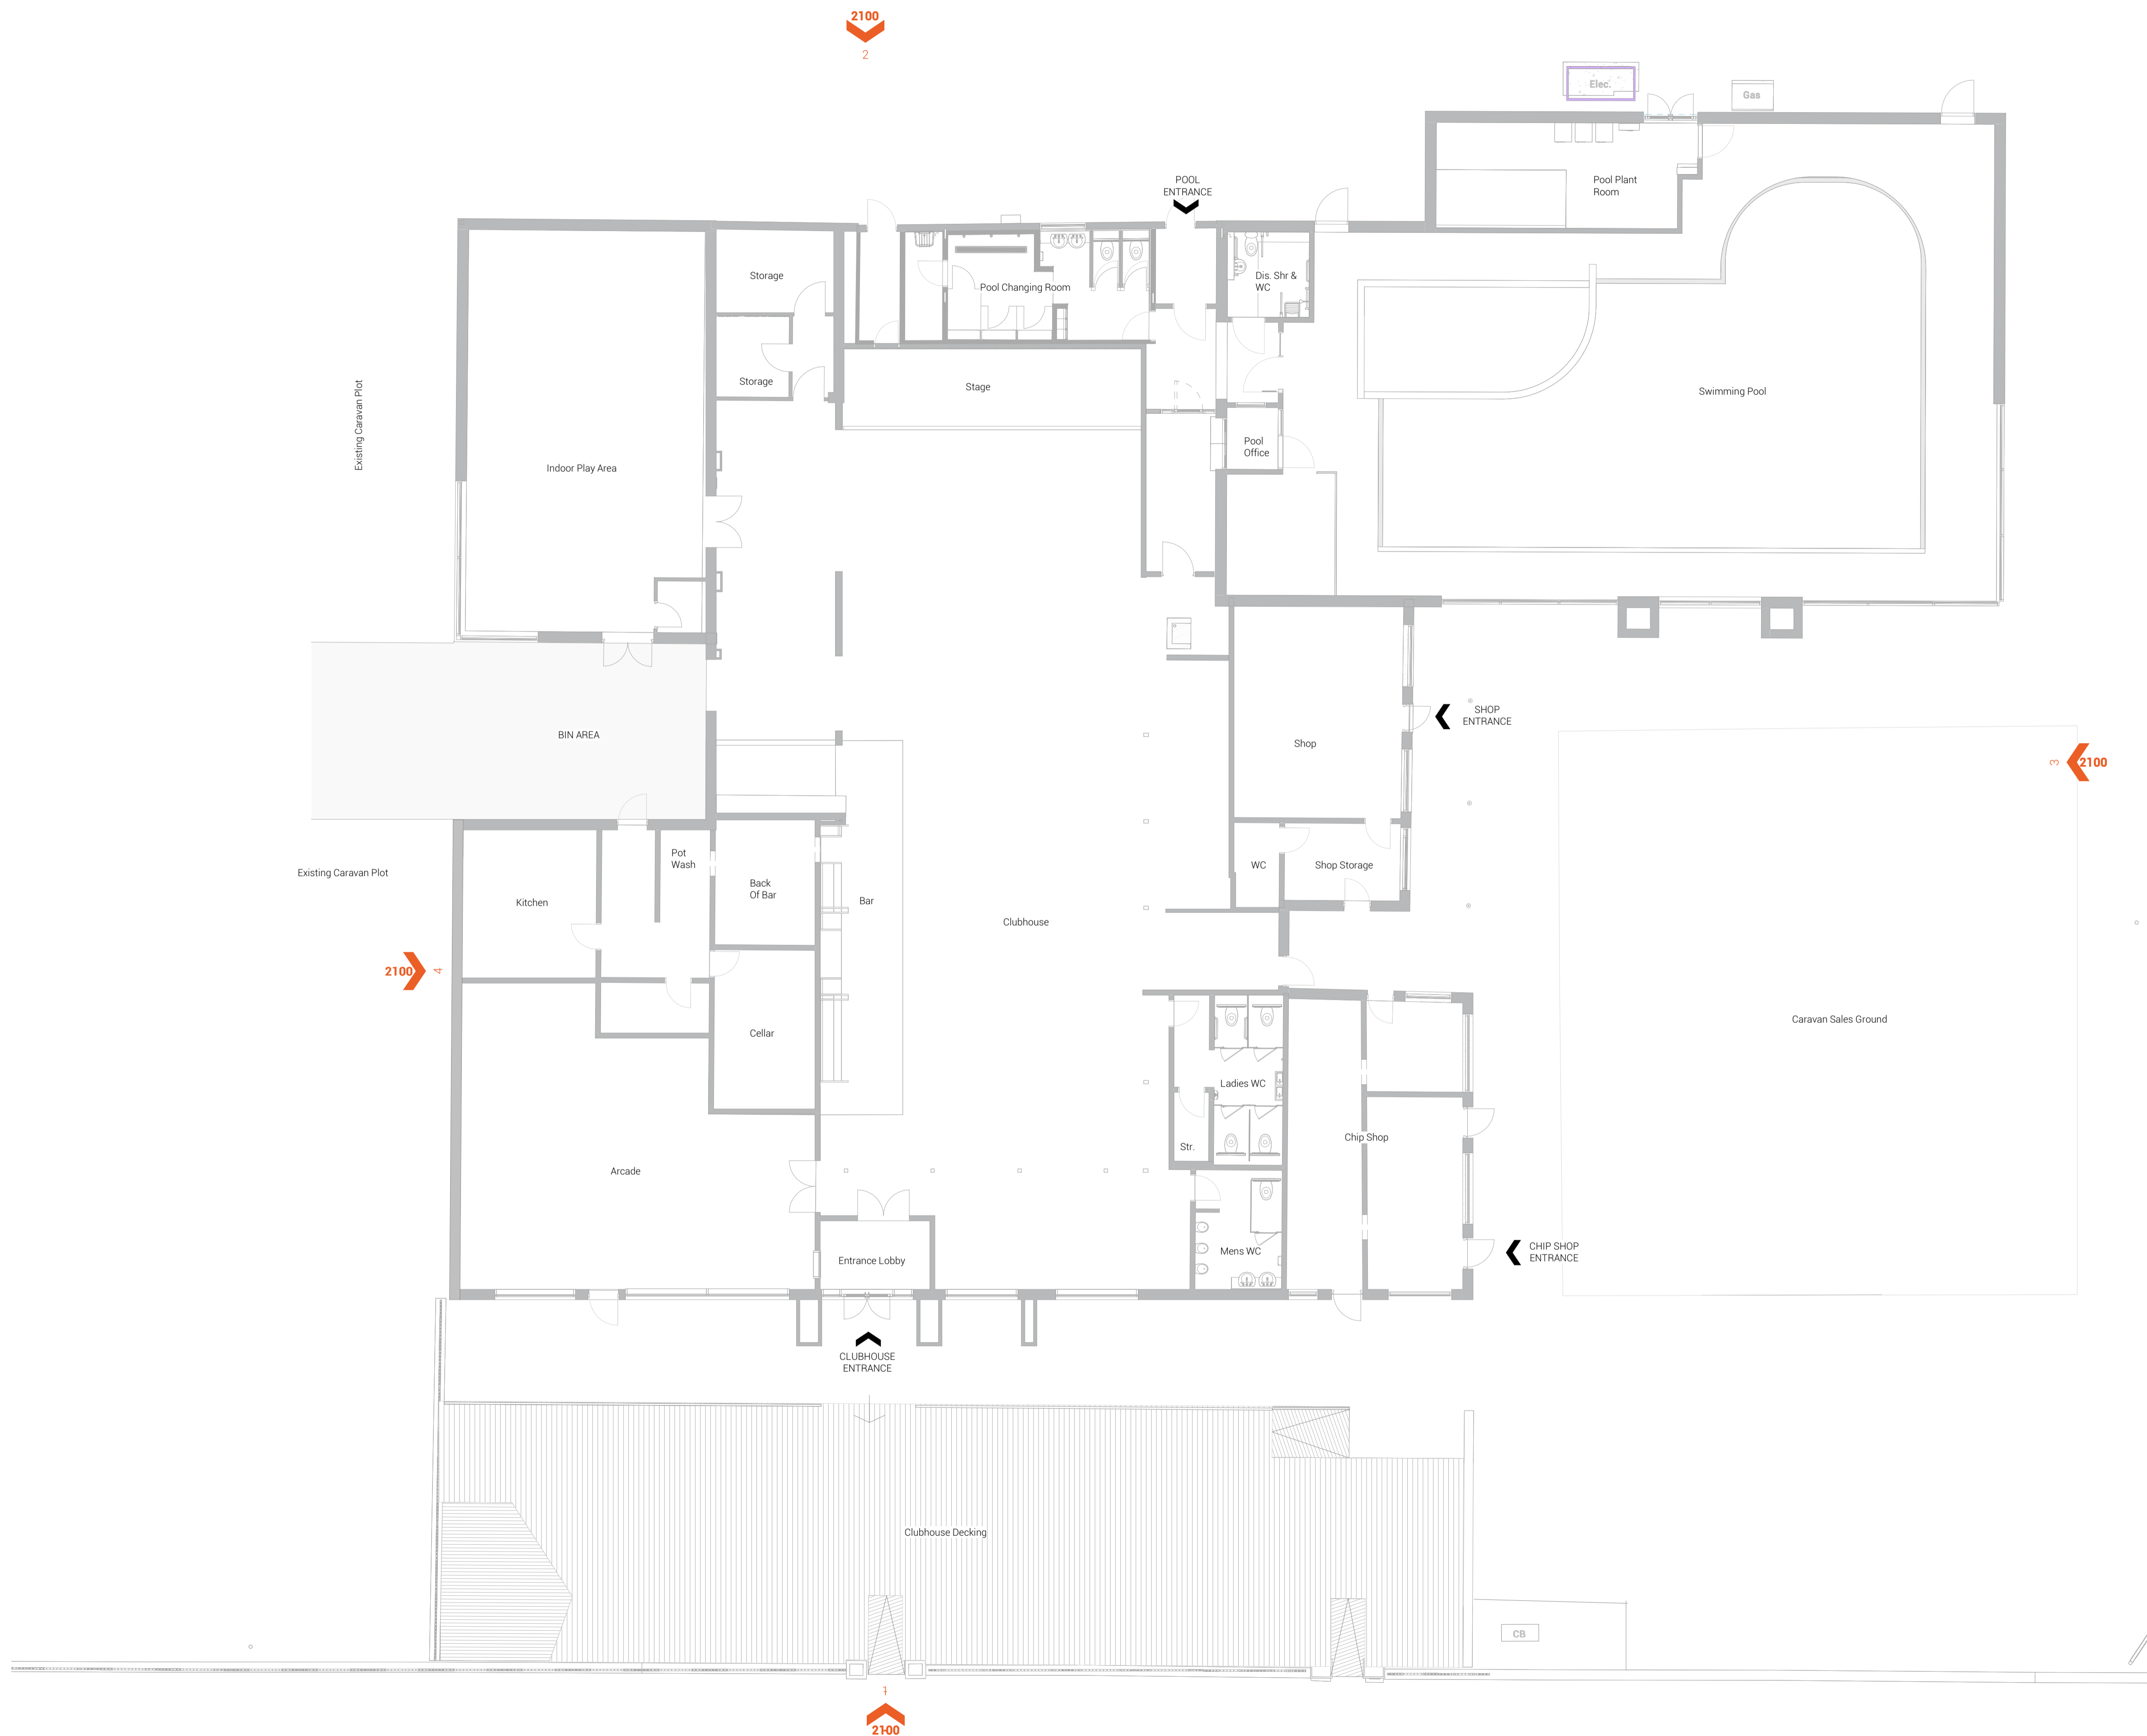 2100
2
Elec.
Gas
POOL
ENTRANCE
Pool Plant
Room
Storage
Dis. Shr &
WC
Pool Changing Room
Storage
Stage
Swimming Pool
Existing Caravan Plot
Pool
Office
Indoor Play Area
SHOP
ENTRANCE
BIN AREA
Shop
3
2100
Pot
Wash
WC
Shop Storage
Existing Caravan Plot
Back
Of Bar
Kitchen
Bar
Clubhouse
2100
4
Cellar
Caravan Sales Ground
Ladies WC
Chip Shop
Str.
Arcade
Mens WC
CHIP SHOP
ENTRANCE
Entrance Lobby
CLUBHOUSE
ENTRANCE
Clubhouse Decking
CB
1
2100